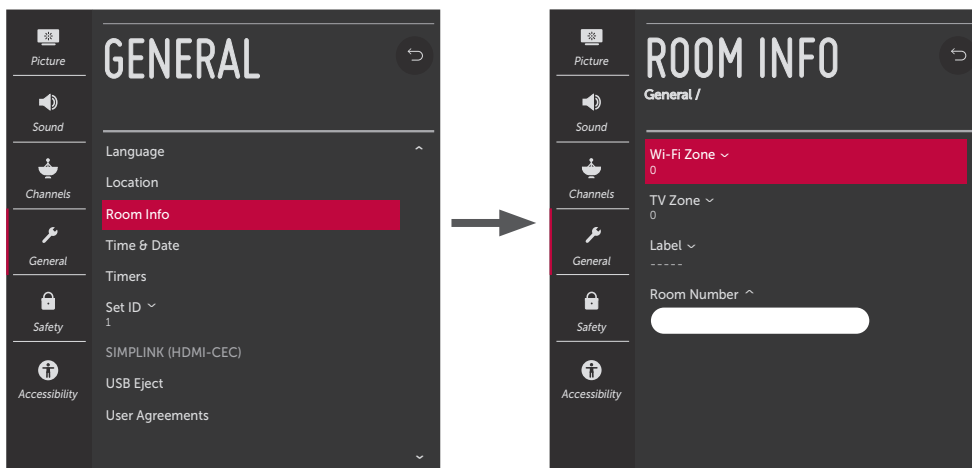 Picture
Sound
Channels
General
Safety
Accessibility
GENERAL
Language
Location
Room Info
Time & Date
Timers
Set ID
1
SIMPLINK (HDMI-CEC)
USB Eject
User Agreements
Picture
Sound
Channels
General
Safety
Accessibility
ROOM INFO
General /
Wi-Fi Zone
0
TV Zone
0
Label
-----
Room Number